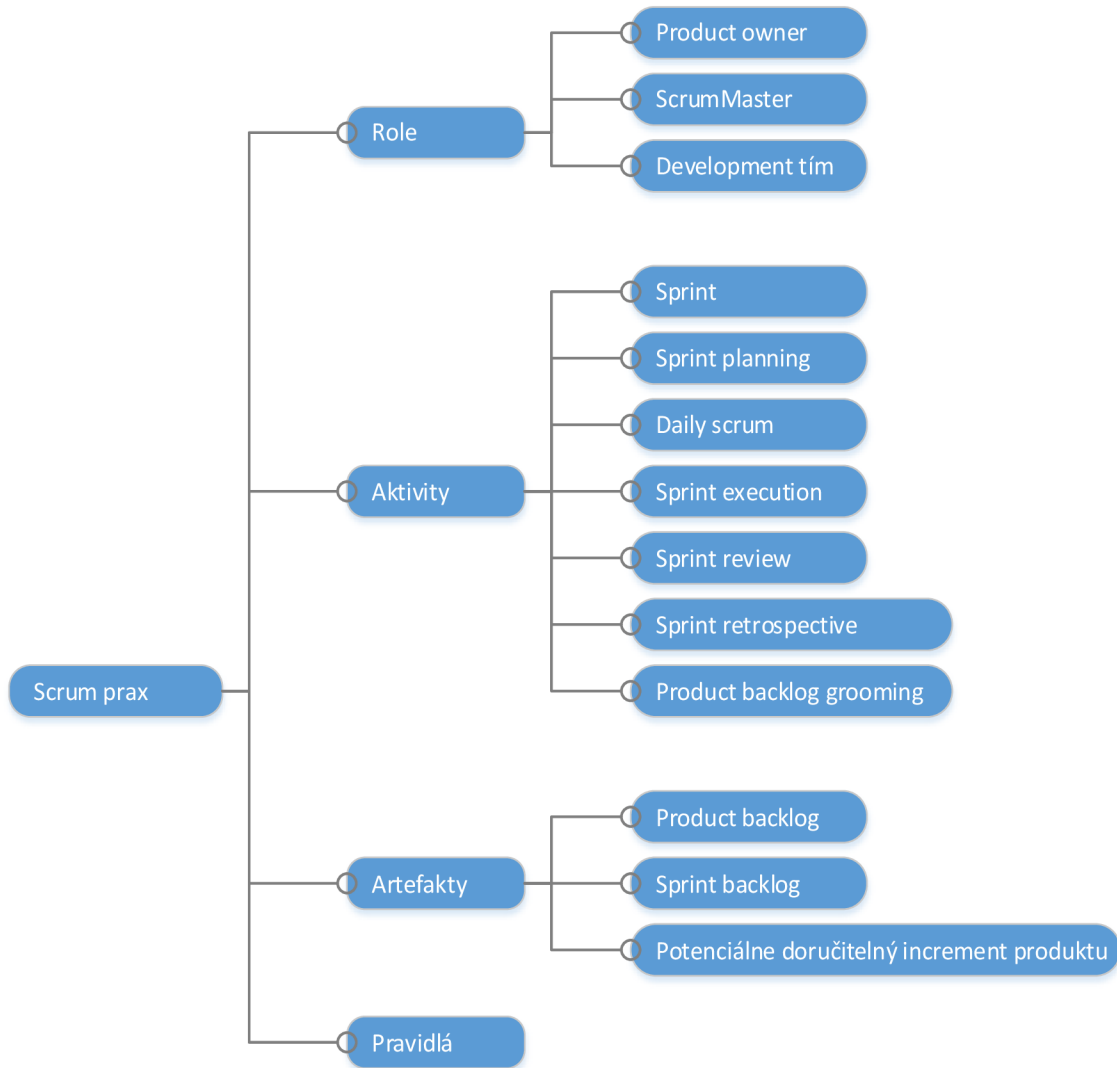 Product owner
ScrumMaster
Role
Development tím
Sprint
Sprint planning
Daily scrum
Aktivity
Sprint execution
Sprint review
Sprint retrospective
Scrum prax
Product backlog grooming
Product backlog
Artefakty
Sprint backlog
Potenciálne doručitelný increment produktu
Pravidlá